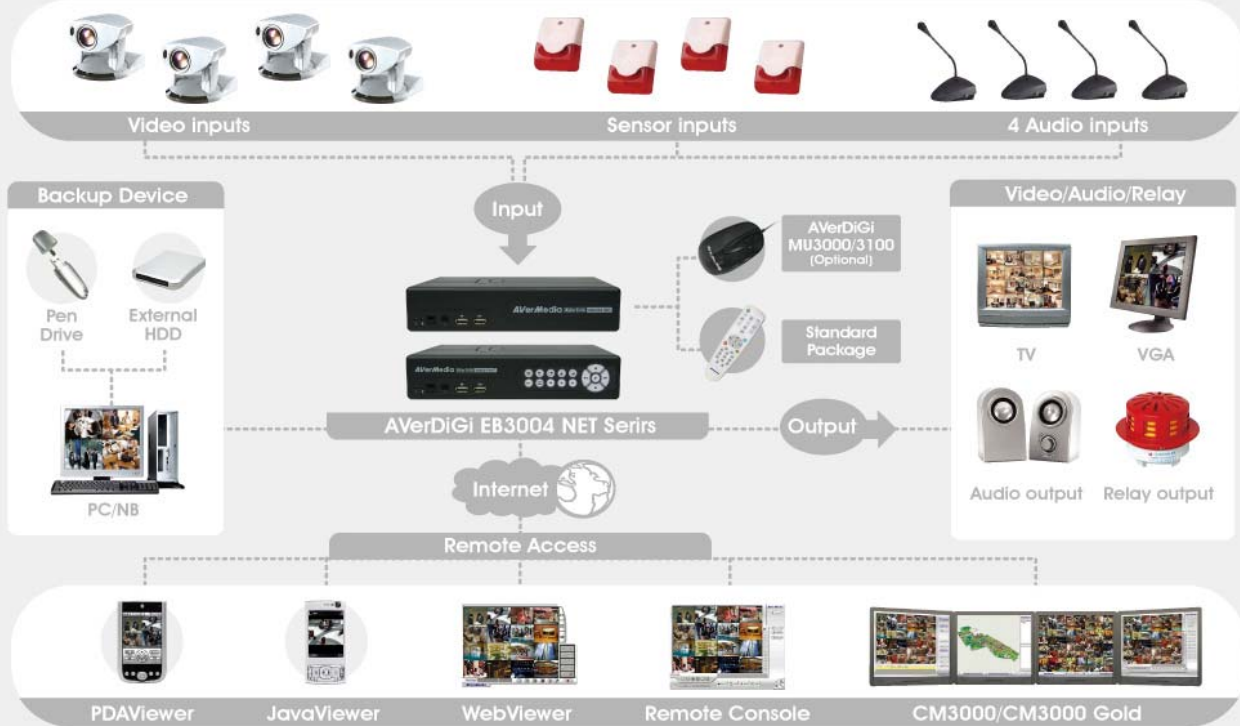 Video inputs
Sensor inputs
4 Audio inputs
Backup Device
Input
Video/Audio/Relay
AVerDiGi
MU3000/3100
(Optional)
Pen
Drive
External
HDD
AVerMedia
Standard
Package
TV
VGA
AVerMedia
AVerDiGi EB3004 NET Serirs
Output
PC/NB
Internet
Audio output
Relay output
Remote Access
PDAViewer
JavaViewer
WebViewer
Remote Console
CM3000/CM3000 Gold